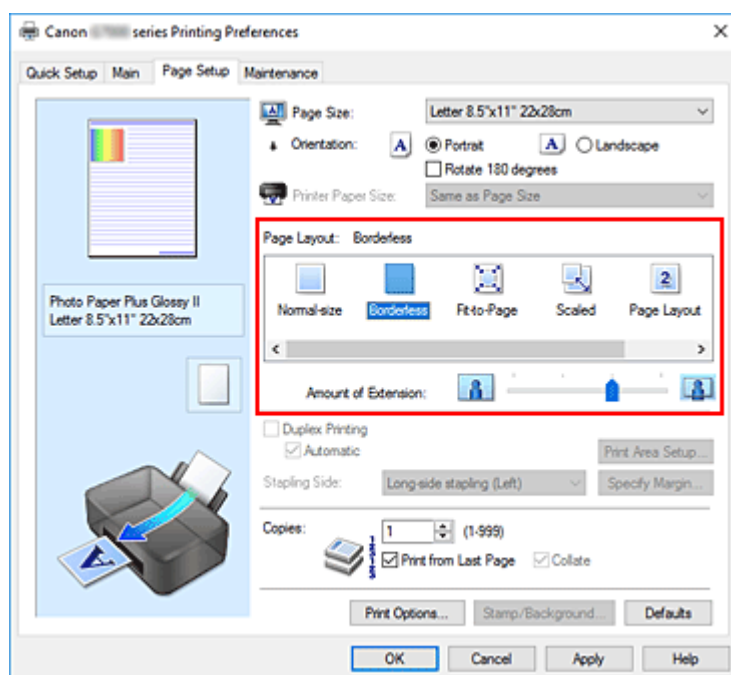 Canon series Printing Preferences
Quick Setup Main Page Setup Maintenance
Page Size: Letter 8.5"x11" 22x28cm
Orientation: A Portrait A Landscape
Rotate 180 degrees
Printer Paper Size: Same as Page Size
Page Layout: Borderless
Normal-size Borderless Fit-to-Page Scaled 2 Page Layout
Photo Paper Plus Glossy II
Letter 8.5"x11" 22x28cm
Amount of Extension:
Duplex Printing
Automatic Print Area Setup...
Stapling Side: Long-side stapling (Left) Specify Margin...
Copies: 1 (1-999)
Print from Last Page Collate
A
Print Options... Stamp/Background... Defaults
OK Cancel Apply Help